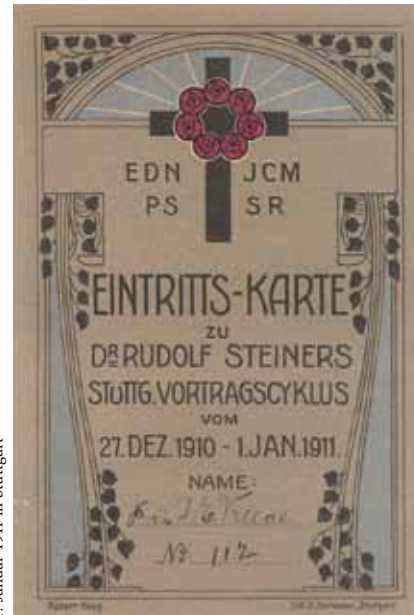 EDN JCM
PS SR
EINTRITTS-KARTE
ZU
DR RUDOLF STEINERS
STUTTG. VORTRAGSCYKLUS
VOM
27. DEZ. 1910 - 1. JAN. 1911.
NAME:
No 112
Januar 1911 in Stuttgart